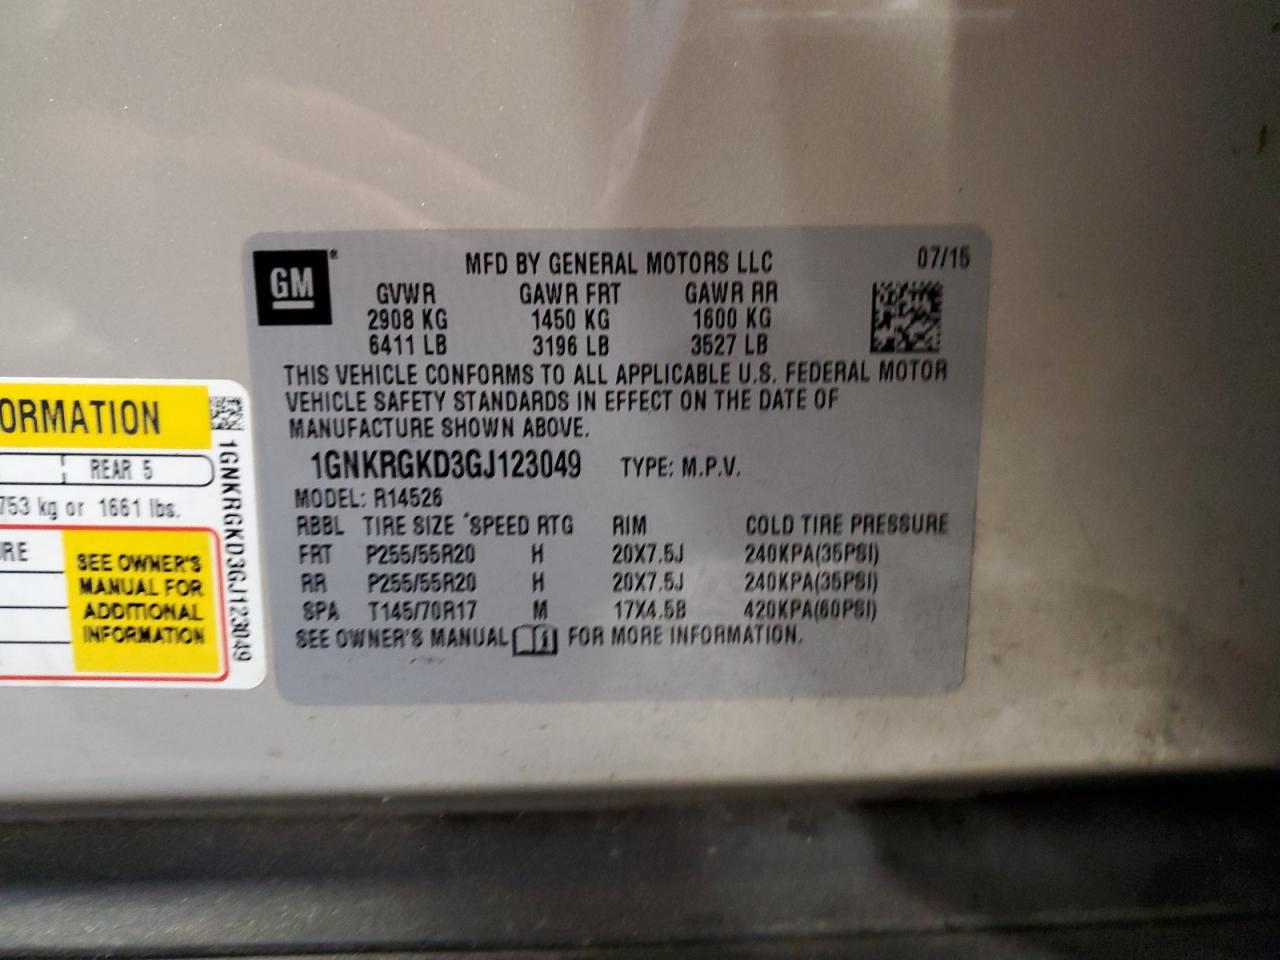 GM®
MFD BY GENERAL MOTORS LLC 07/15
GVWR GAWR FRT GAWR RR
2908 KG 1450 KG 1600 KG
6411 LB 3196 LB 3527 LB
THIS VEHICLE CONFORMS TO ALL APPLICABLE U.S. FEDERAL MOTOR
VEHICLE SAFETY STANDARDS IN EFFECT ON THE DATE OF
MANUFACTURE SHOWN ABOVE.
1GNKRGKD3GJ123049 TYPE: M.P.V.
MODEL: R14526
RBBL TIRE SIZE SPEED RTG RIM COLD TIRE PRESSURE
FRT P255/55R20 H 20X7.5J 240KPA(35PSI)
RR P255/55R20 H 20X7.5J 240KPA(35PSI)
SPA T145/70R17 M 17X4.5B 420KPA(60PSI)
SEE OWNER'S MANUAL FOR MORE INFORMATION.
ORMATION
REAR 5
753 kg or 1661 lbs.
RE
SEE OWNER'S
MANUAL FOR
ADDITIONAL
INFORMATION
1GNKRGKD3GJ123049